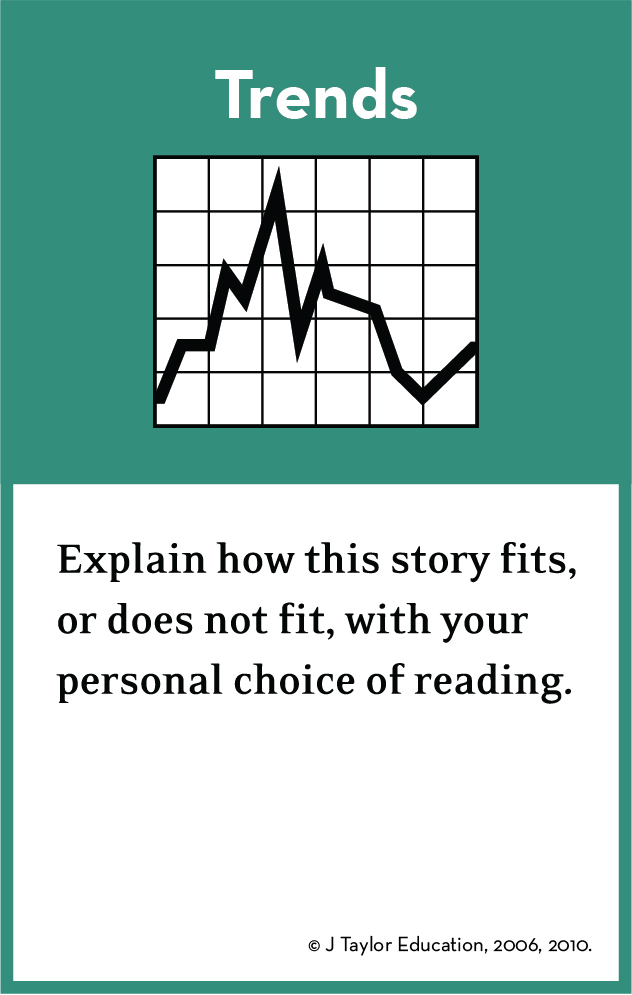 Trends
Explain how this story fits,
or does not fit, with your
personal choice of reading.
© J Taylor Education, 2006, 2010.